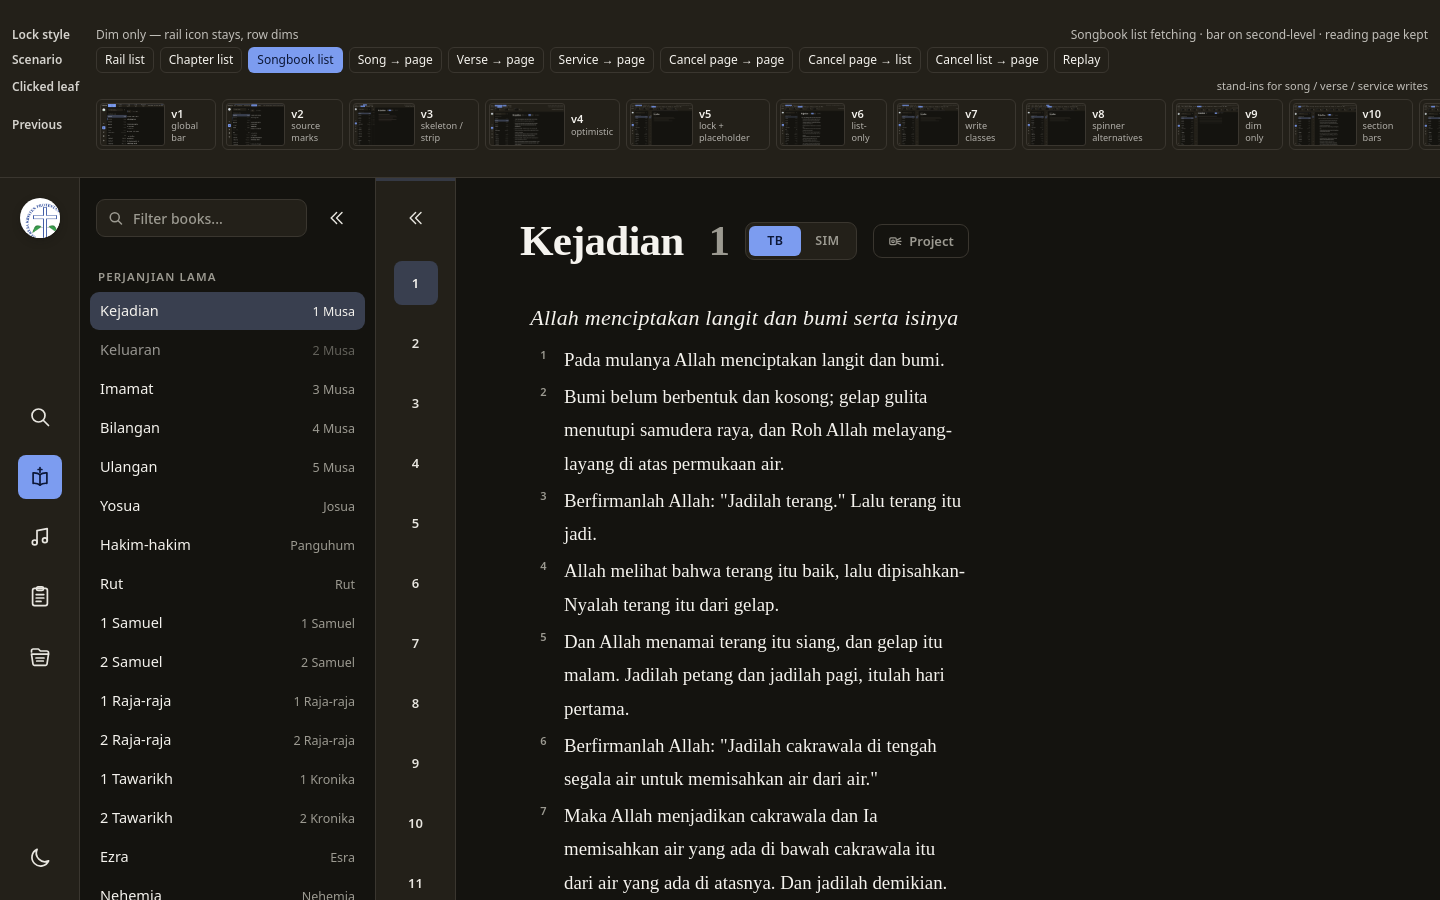 Lock style Dim only — rail icon stays, row dims Songbook list fetching · bar on second-level · reading page kept
Scenario Rail list Chapter list Songbook list Song → page Verse → page Service → page Cancel page → page Cancel page → list Cancel list → page Replay
Clicked leaf stand-ins for song / verse / service writes
Previous
v1
global
bar
v2
source
marks
v3
skeleton /
strip
v4
optimistic
v5
lock +
placeholder
v6
list-
only
v7
write
classes
v8
spinner
alternatives
v9
dim
only
v10
section
bars
Filter books...
PERJANJIAN LAMA
Kejadian 1 Musa
Keluaran 2 Musa
Imamat 3 Musa
Bilangan 4 Musa
Ulangan 5 Musa
Yosua Josua
Hakim-hakim Panguhum
Rut Rut
1 Samuel 1 Samuel
2 Samuel 2 Samuel
1 Raja-raja 1 Raja-raja
2 Raja-raja 2 Raja-raja
1 Tawarikh 1 Kronika
2 Tawarikh 2 Kronika
Ezra Esra
Nehemia Nehemia
1
2
3
4
5
6
7
8
9
10
11
Kejadian 1 TB SIM Project
Allah menciptakan langit dan bumi serta isinya
1 Pada mulanya Allah menciptakan langit dan bumi.
2 Bumi belum berbentuk dan kosong; gelap gulita
menutupi samudera raya, dan Roh Allah melayang-
layang di atas permukaan air.
3 Berfirmanlah Allah: "Jadilah terang." Lalu terang itu
jadi.
4 Allah melihat bahwa terang itu baik, lalu dipisahkan-
Nyalah terang itu dari gelap.
5 Dan Allah menamai terang itu siang, dan gelap itu
malam. Jadilah petang dan jadilah pagi, itulah hari
pertama.
6 Berfirmanlah Allah: "Jadilah cakrawala di tengah
segala air untuk memisahkan air dari air."
7 Maka Allah menjadikan cakrawala dan Ia
memisahkan air yang ada di bawah cakrawala itu
dari air yang ada di atasnya. Dan jadilah demikian.